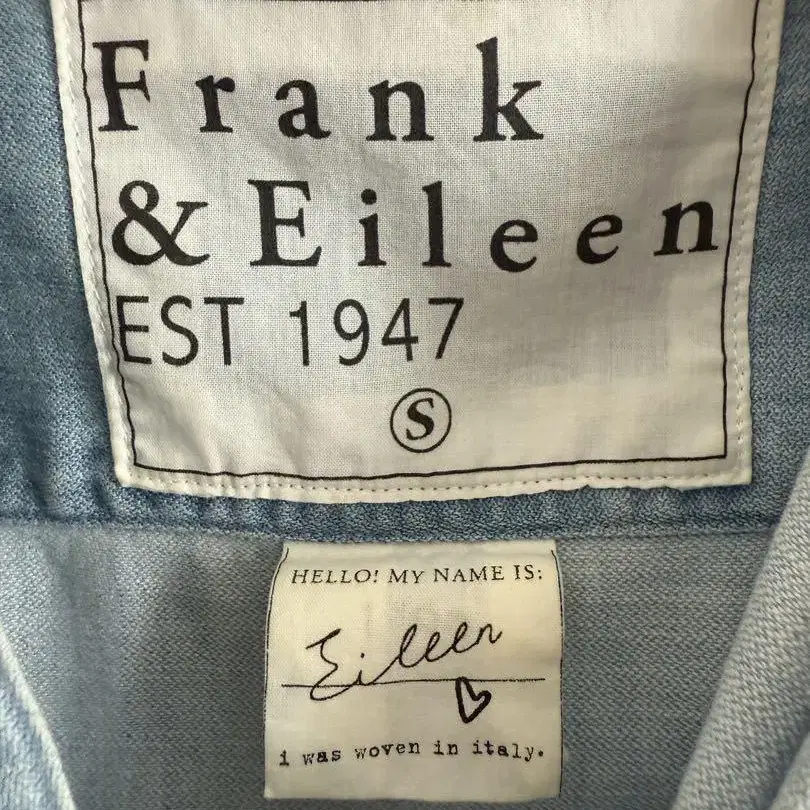 Frank
& Eileen
EST 1947
S
HELLO! MY NAME IS:
Eileen
i was woven in italy.